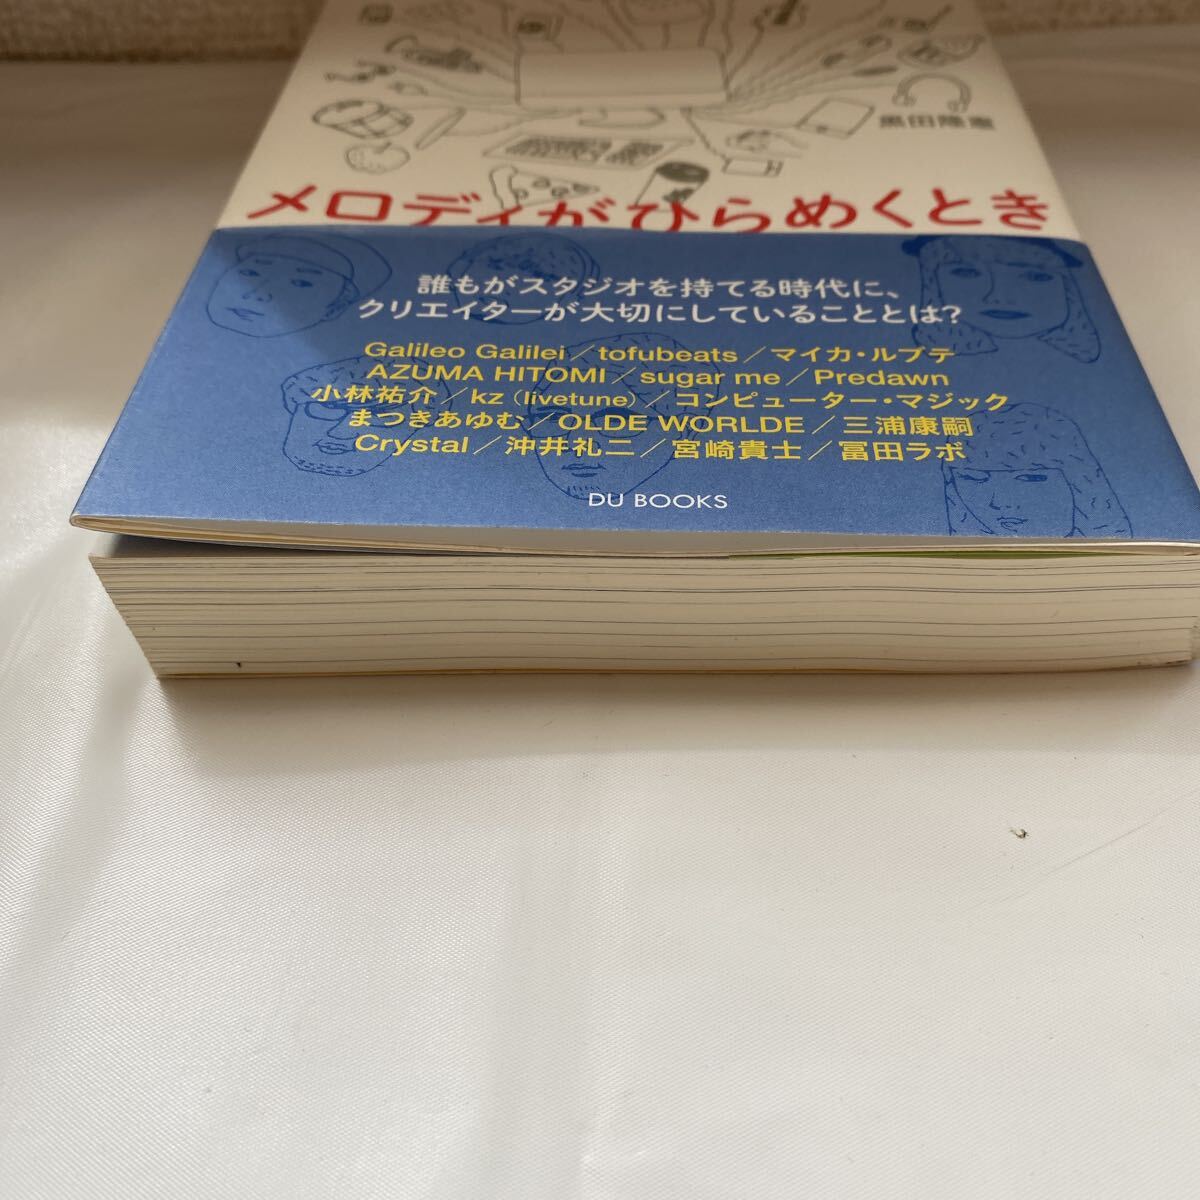 黒田隆憲
メロディがひらめくとき
誰もがスタジオを持てる時代に、
クリエイターが大切にしていることとは?
Galileo Galilei/tofubeats/マイカ・ルブテ
AZUMA HITOMI/sugar me/Predawn
小林祐介/kz (livetune)/コンピューター・マジック
まつきあゆむ/OLDE WORLDE/三浦康嗣
Crystal/沖井礼二/宮崎貴士/冨田ラボ
DU BOOKS